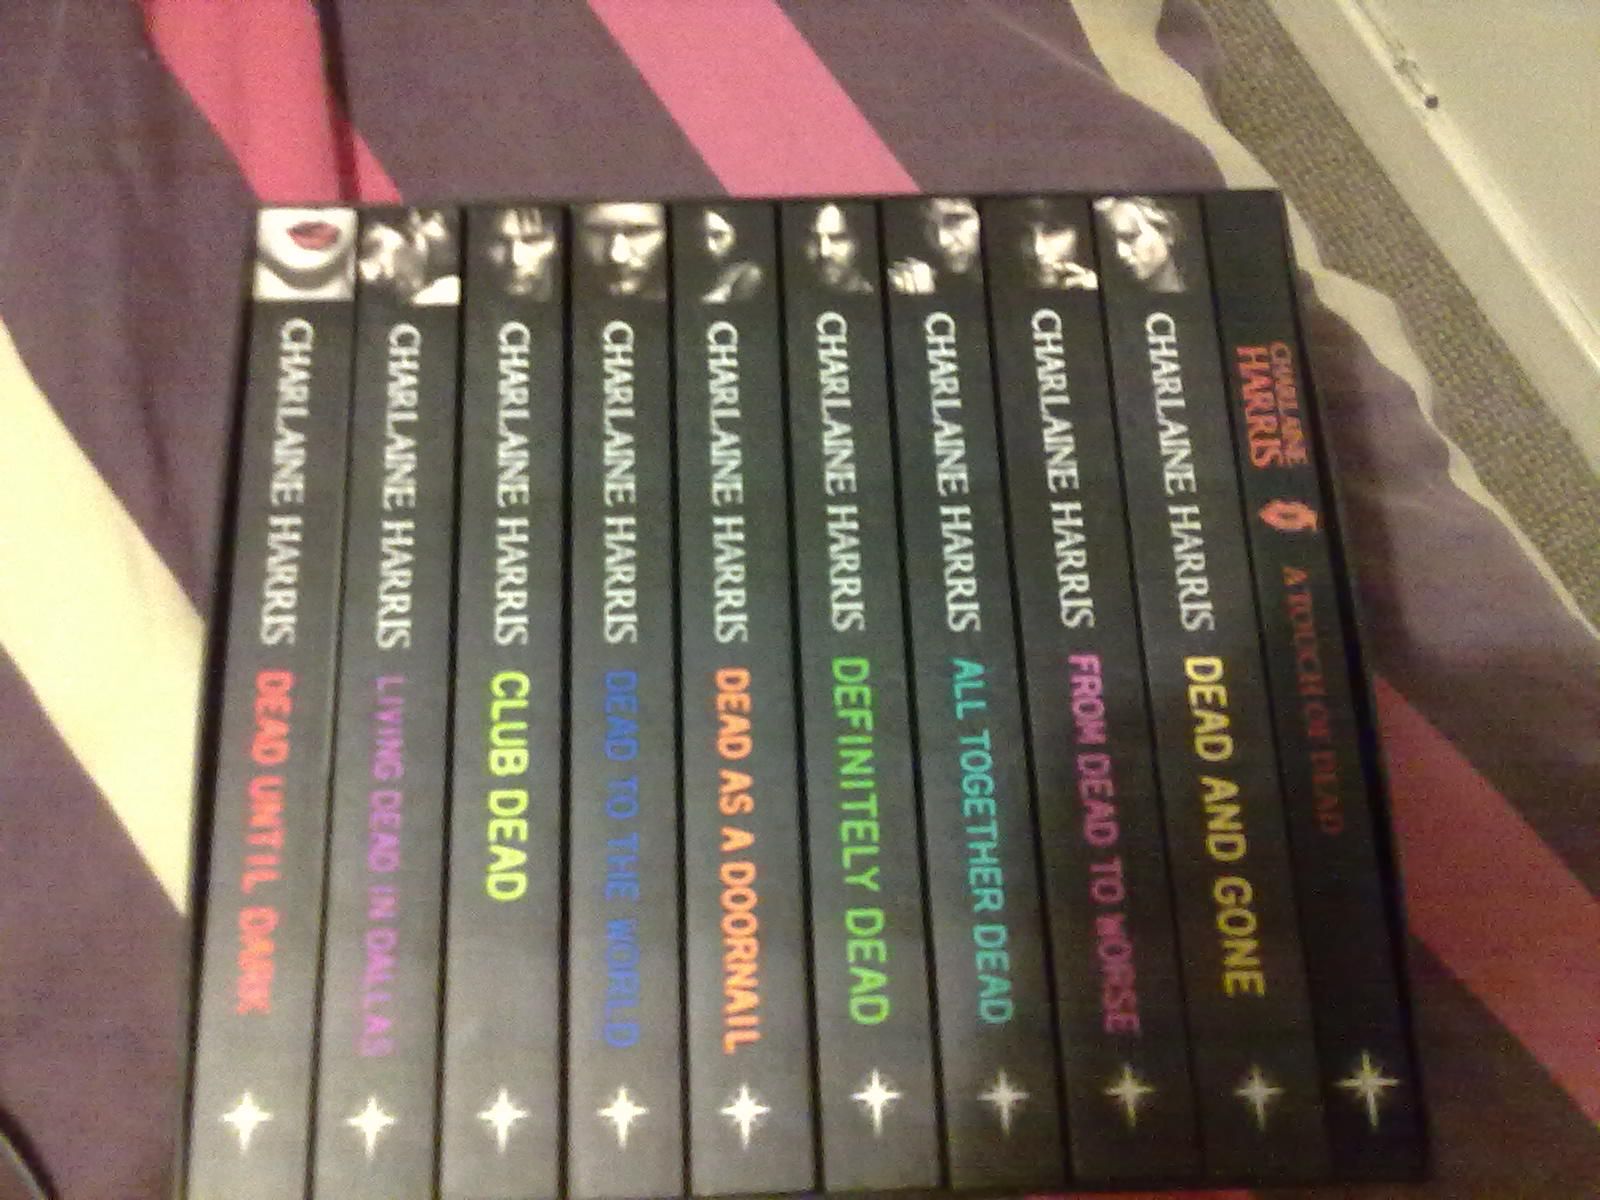 CHARLAINE HARRIS DEAD UNTIL DARK
CHARLAINE HARRIS LIVING DEAD IN DALLAS
CHARLAINE HARRIS CLUB DEAD
CHARLAINE HARRIS DEAD TO THE WORLD
CHARLAINE HARRIS DEAD AS A DOORNAIL
CHARLAINE HARRIS DEFINITELY DEAD
CHARLAINE HARRIS ALL TOGETHER DEAD
CHARLAINE HARRIS FROM DEAD TO WORSE
CHARLAINE HARRIS DEAD AND GONE
CHARLAINE
HARRIS
A TOUCH OF DEAD